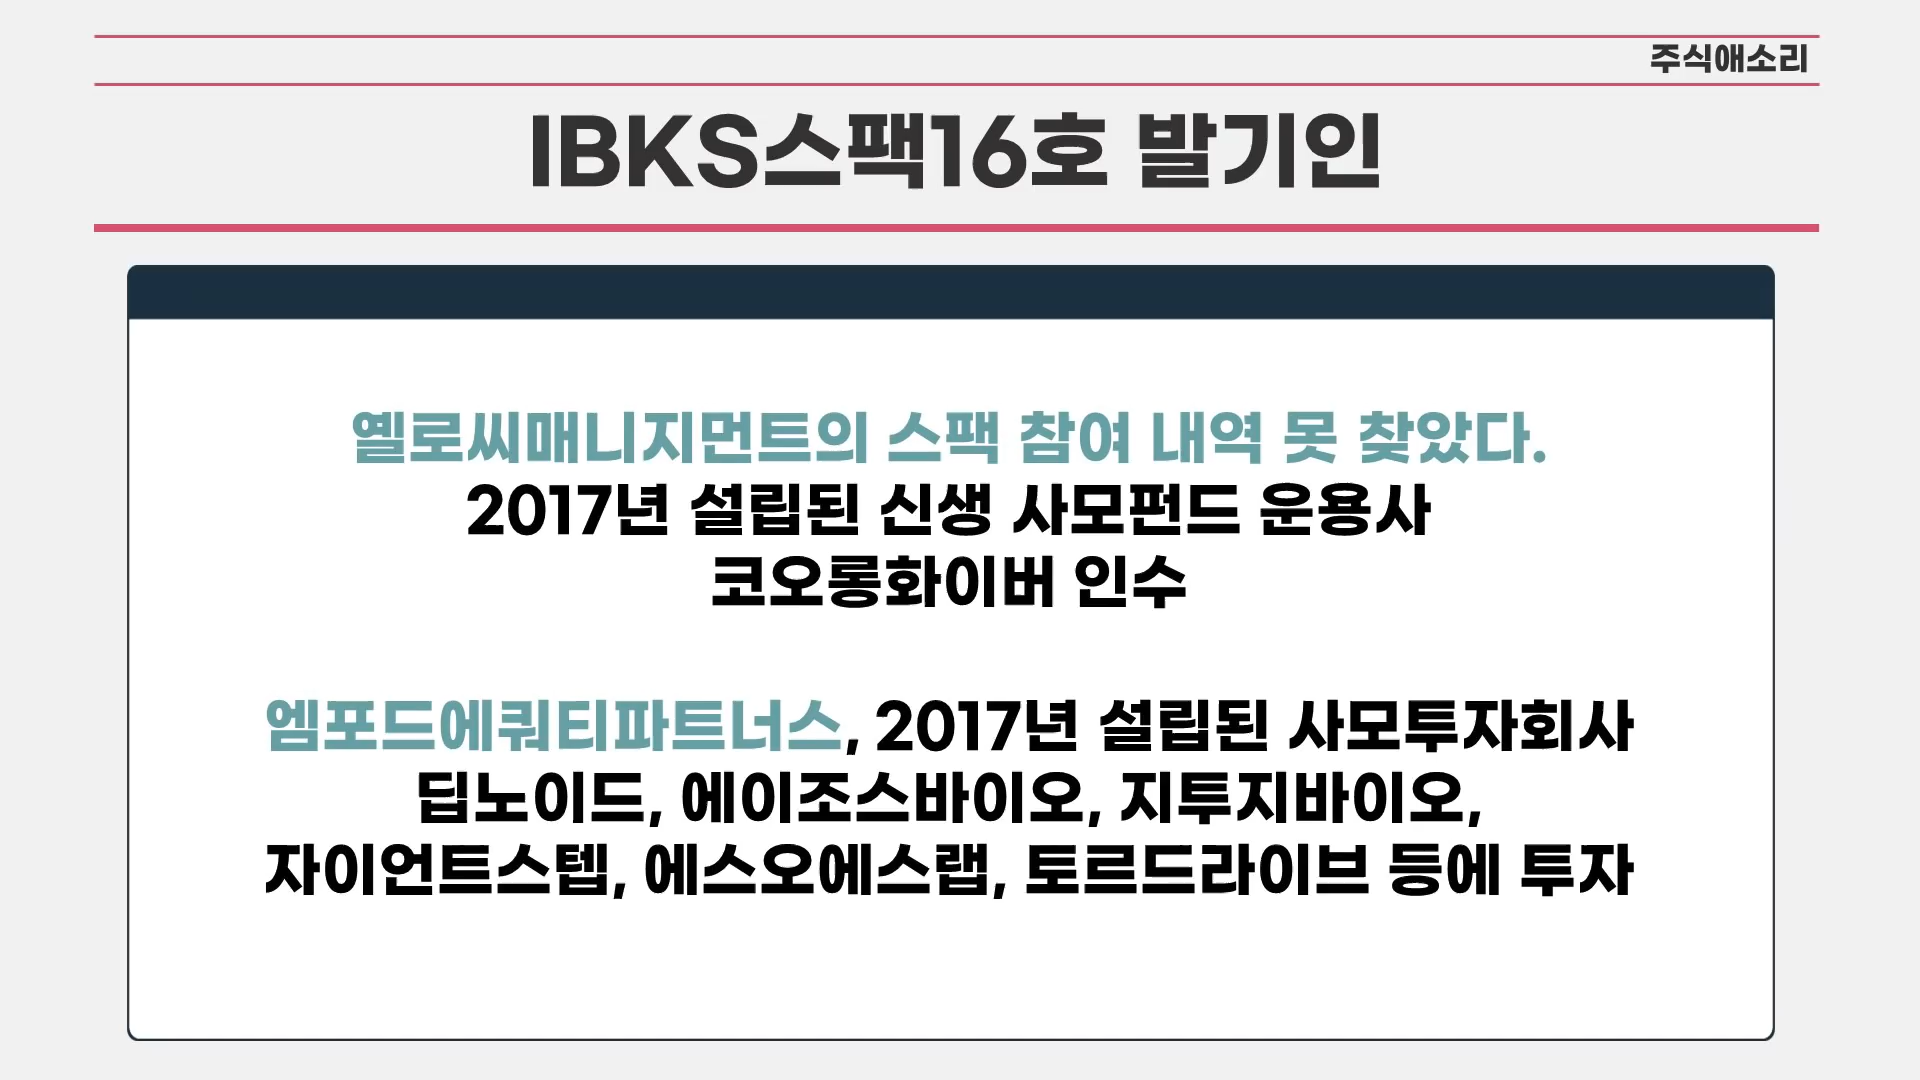 주식애소리
IBKS스팩16호 발기인
옐로씨매니지먼트의 스팩 참여 내역 못 찾았다.
2017년 설립된 신생 사모펀드 운용사
코오롱화이버 인수
엠포드에쿼티파트너스, 2017년 설립된 사모투자회사
딥노이드, 에이조스바이오, 지투지바이오,
자이언트스텝, 에스오에스랩, 토르드라이브 등에 투자